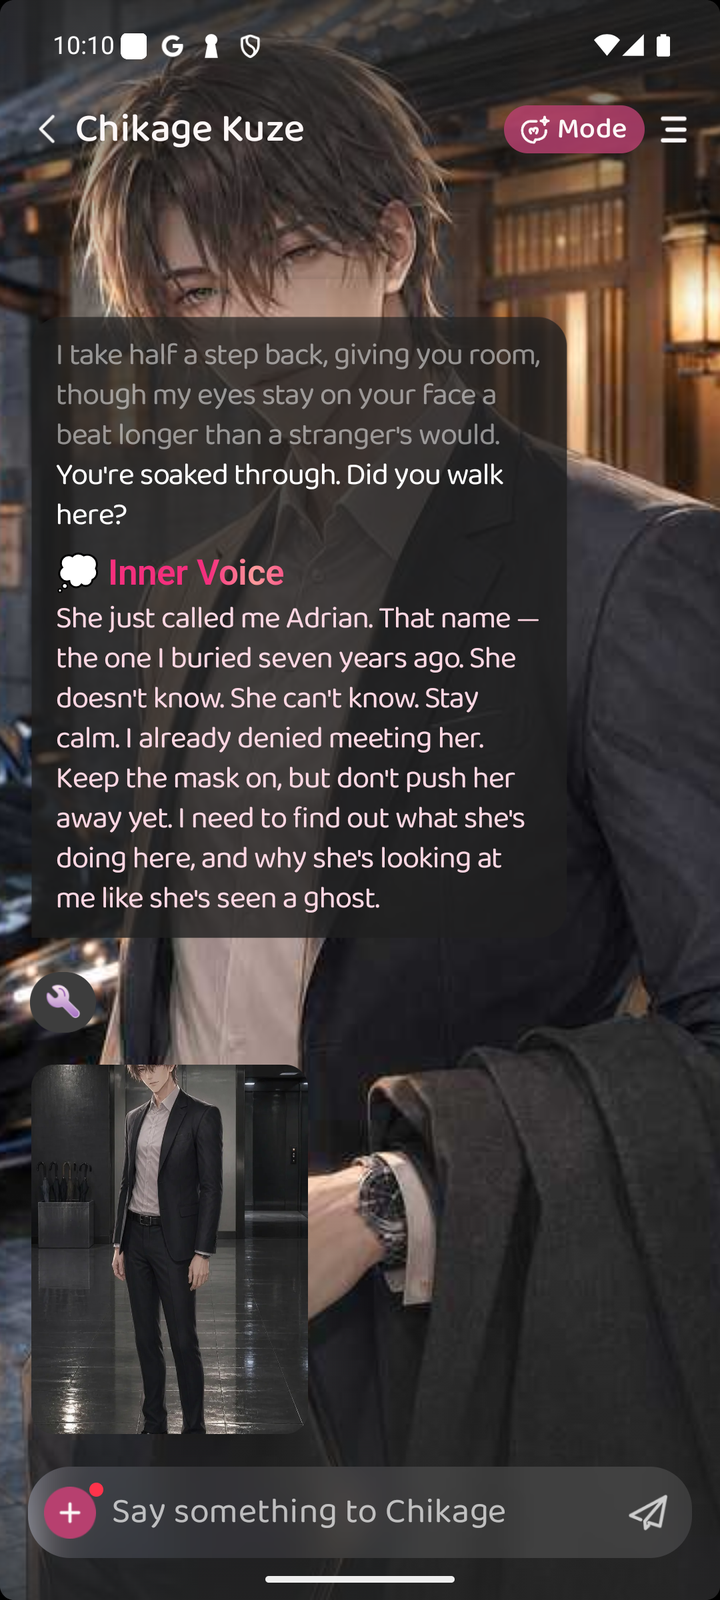 10:10
Chikage Kuze
Mode
I take half a step back, giving you room,
though my eyes stay on your face a
beat longer than a stranger's would.
You're soaked through. Did you walk
here?
💭 Inner Voice
She just called me Adrian. That name —
the one I buried seven years ago. She
doesn't know. She can't know. Stay
calm. I already denied meeting her.
Keep the mask on, but don't push her
away yet. I need to find out what she's
doing here, and why she's looking at
me like she's seen a ghost.
Say something to Chikage